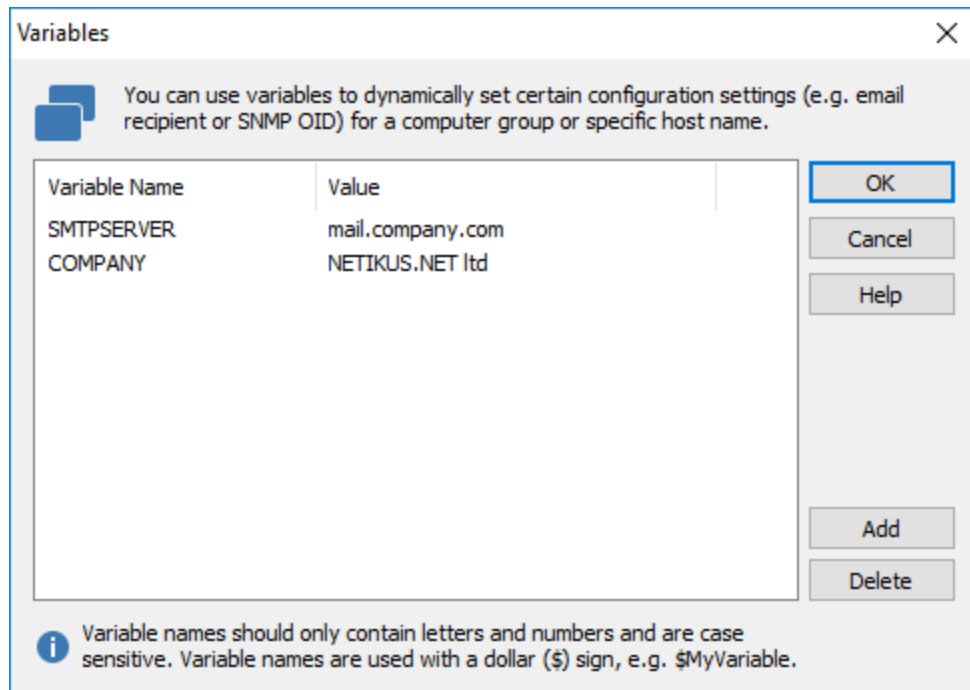 Variables
You can use variables to dynamically set certain configuration settings (e.g. email
recipient or SNMP OID) for a computer group or specific host name.
Variable Name Value
SMTPSERVER mail.company.com
COMPANY NETIKUS.NET ltd
OK
Cancel
Help
Add
Delete
Variable names should only contain letters and numbers and are case
sensitive. Variable names are used with a dollar ($) sign, e.g. $MyVariable.